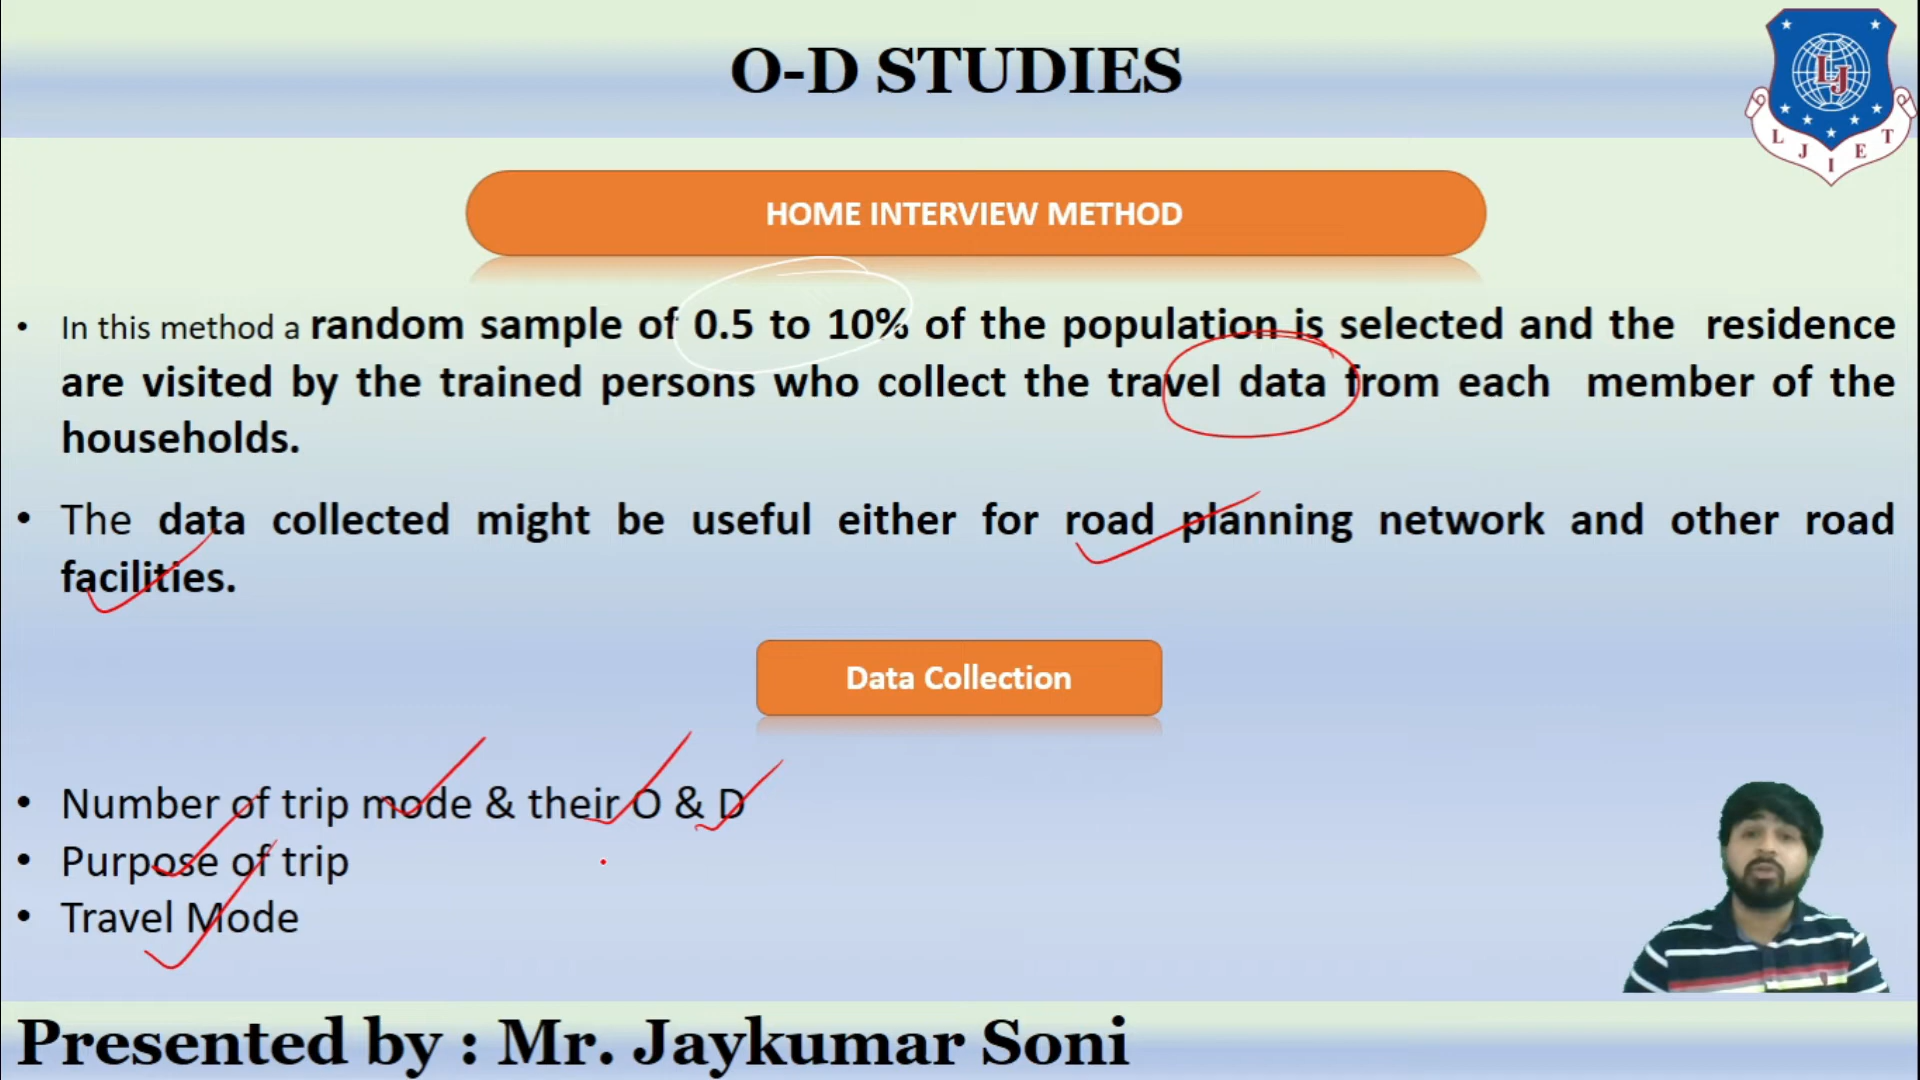 O-D STUDIES
L J I E T
LJ
HOME INTERVIEW METHOD
• In this method a random sample of 0.5 to 10% of the population is selected and the residence
are visited by the trained persons who collect the travel data from each member of the
households.
• The data collected might be useful either for road planning network and other road
facilities.
Data Collection
• Number of trip mode & their O & D
• Purpose of trip
• Travel Mode
Presented by : Mr. Jaykumar Soni